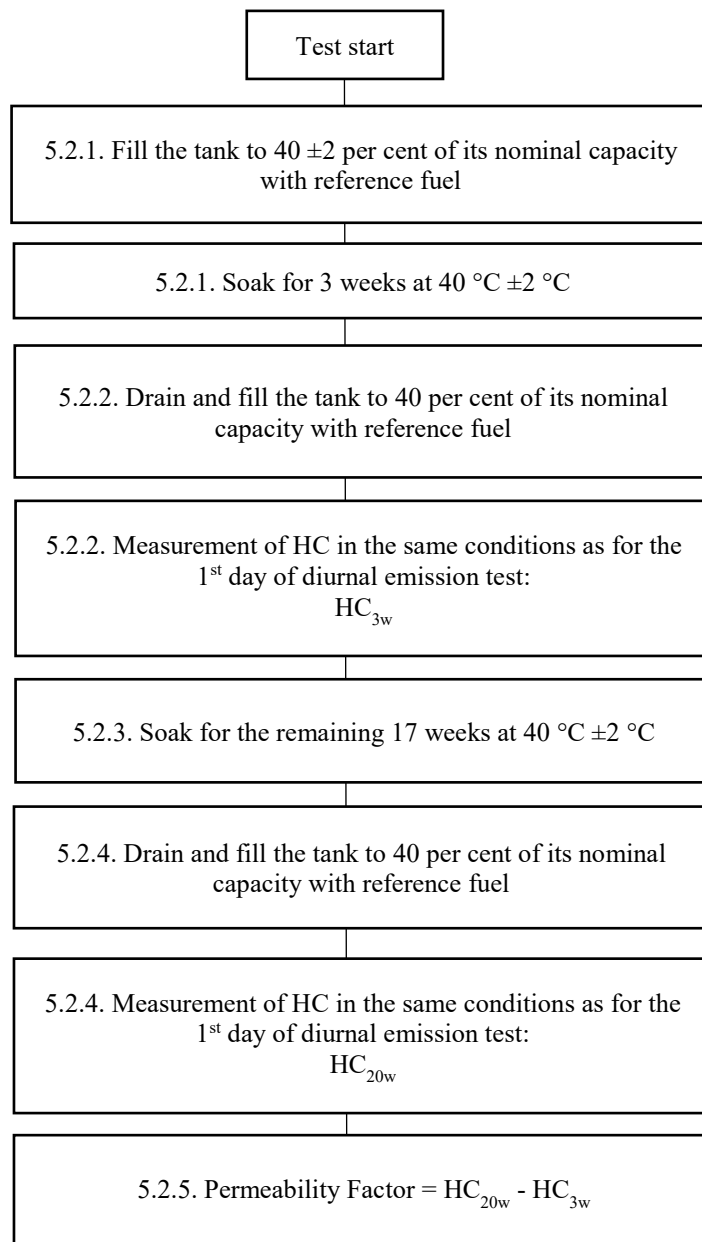 Test start
5.2.1. Fill the tank to 40 ±2 per cent of its nominal capacity
with reference fuel
5.2.1. Soak for 3 weeks at 40 °C ±2 °C
5.2.2. Drain and fill the tank to 40 per cent of its nominal
capacity with reference fuel
5.2.2. Measurement of HC in the same conditions as for the
1st day of diurnal emission test:
HC3w
5.2.3. Soak for the remaining 17 weeks at 40 °C ±2 °C
5.2.4. Drain and fill the tank to 40 per cent of its nominal
capacity with reference fuel
5.2.4. Measurement of HC in the same conditions as for the
1st day of diurnal emission test:
HC20w
5.2.5. Permeability Factor = HC20w - HC3w